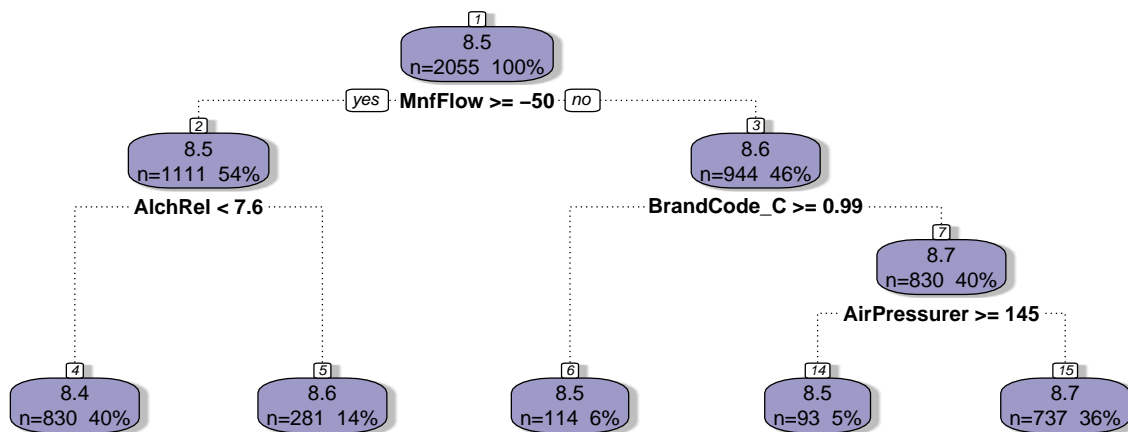 1
8.5
n=2055 100%
yes MnfFlow >= −50 no
2
8.5
n=1111 54%
3
8.6
n=944 46%
AlchRel < 7.6
BrandCode_C >= 0.99
7
8.7
n=830 40%
AirPressurer >= 145
4
8.4
n=830 40%
5
8.6
n=281 14%
6
8.5
n=114 6%
14
8.5
n=93 5%
15
8.7
n=737 36%